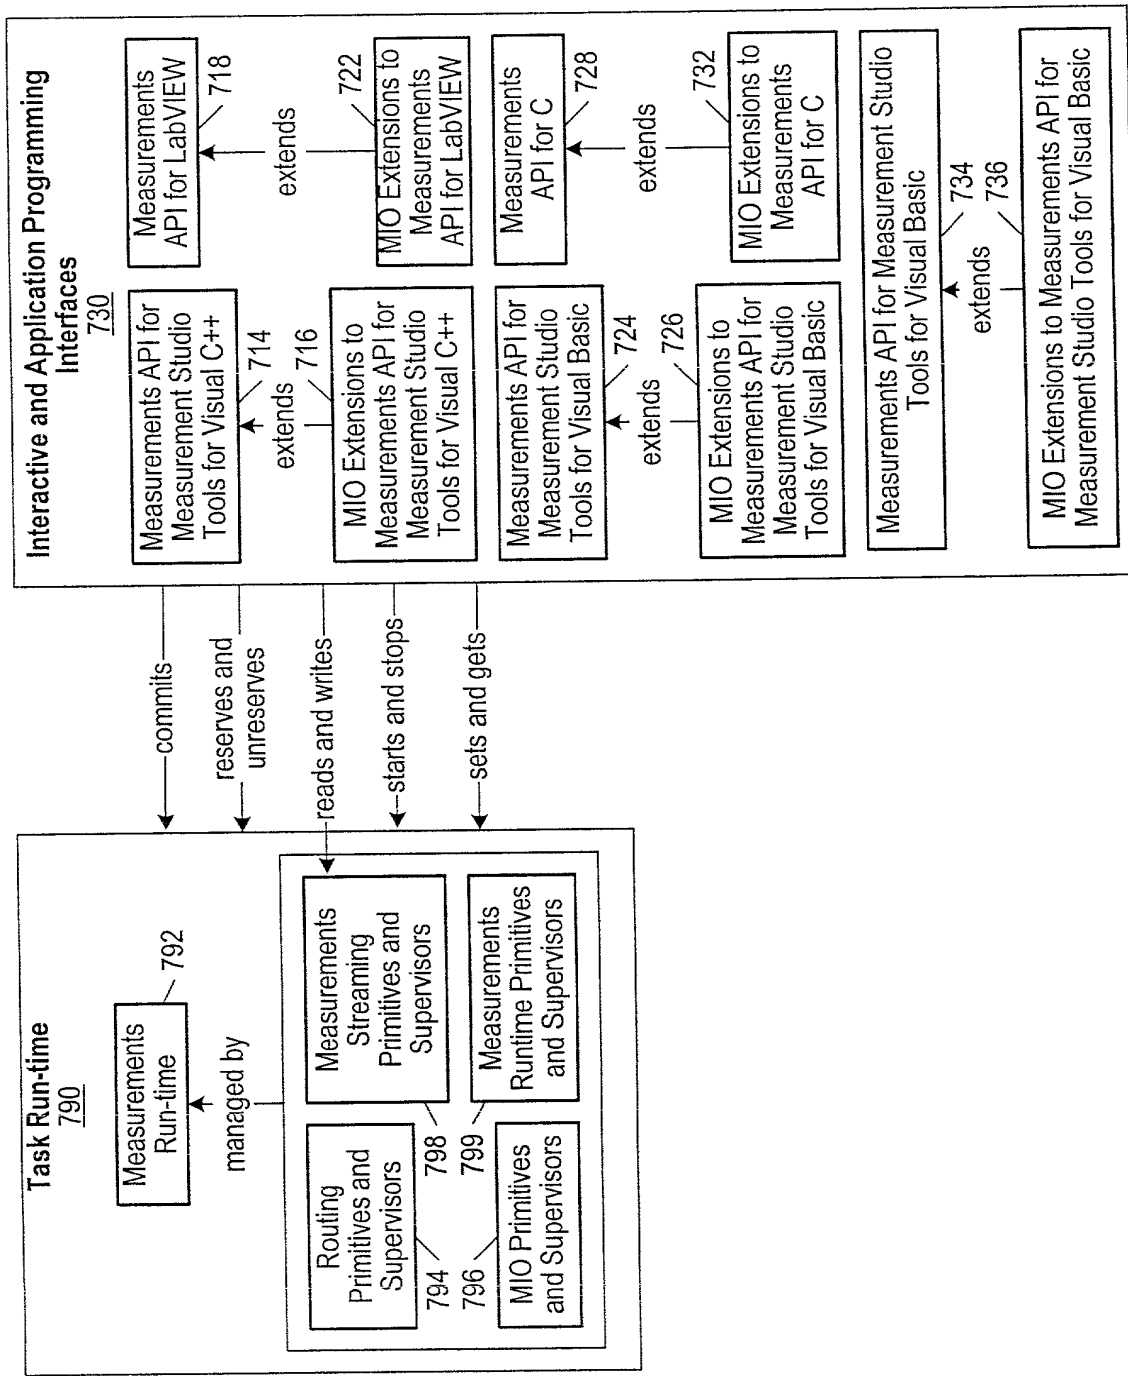 Task Run-time
790
Measurements
Run-time
792
managed by
Routing
Primitives and
Supervisors
794
Measurements
Streaming
Primitives and
Supervisors
798
796
MIO Primitives
and Supervisors
799
Measurements
Runtime Primitives
and Supervisors
commits
reserves and
unreserves
reads and writes
starts and stops
sets and gets
Interactive and Application Programming
Interfaces
730
Measurements API for
Measurement Studio
Tools for Visual C++
714
extends
716
MIO Extensions to
Measurements API for
Measurement Studio
Tools for Visual C++
Measurements
API for LabVIEW
718
extends
722
MIO Extensions to
Measurements
API for LabVIEW
Measurements API for
Measurement Studio
Tools for Visual Basic
724
extends
726
MIO Extensions to
Measurements API for
Measurement Studio
Tools for Visual Basic
Measurements
API for C
728
extends
732
MIO Extensions to
Measurements
API for C
Measurements API for Measurement Studio
Tools for Visual Basic
734
extends
736
MIO Extensions to Measurements API for
Measurement Studio Tools for Visual Basic